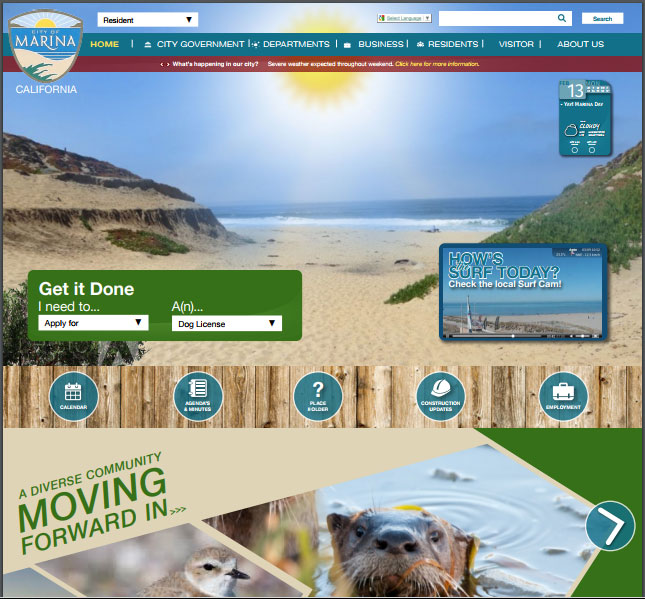 Resident
Select Language
Search
CITY OF
MARINA
CALIFORNIA
HOME | CITY GOVERNMENT | DEPARTMENTS | BUSINESS | RESIDENTS | VISITOR | ABOUT US
What's happening in our city? Severe weather expected throughout weekend. Click here for more information.
FEB MON
13
CLOUDY
Get it Done
I need to... A(n)...
Apply for Dog License
HOW'S
the
SURF TODAY?
Check the local Surf Cam!
CALENDAR
AGENDA'S
& MINUTES
PLACE
HOLDER
CONSTRUCTION
UPDATES
EMPLOYMENT
A DIVERSE COMMUNITY
MOVING
FORWARD IN >>>